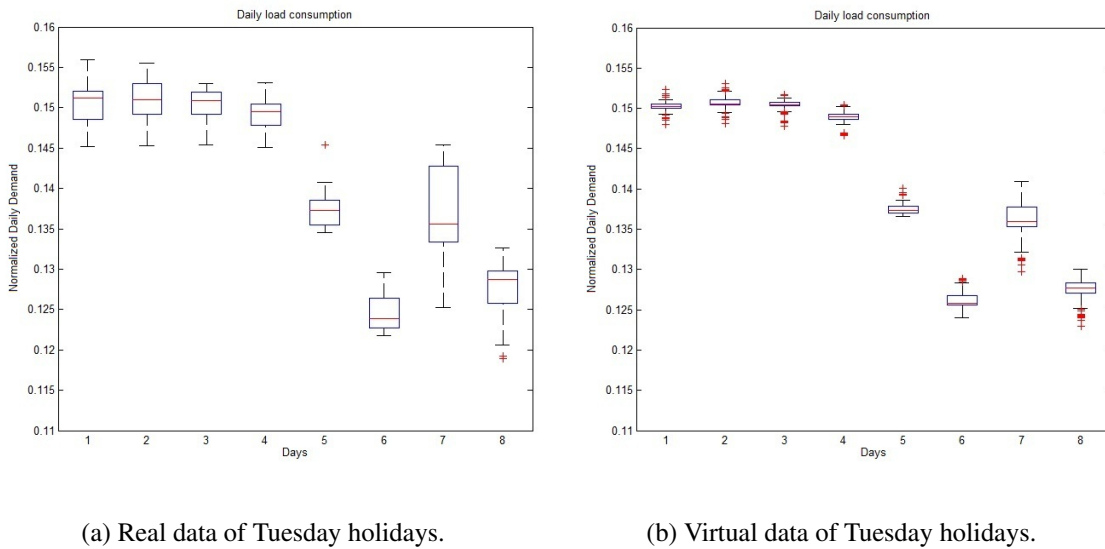 Daily load consumption
0.16
0.155
0.15
0.145
0.14
0.135
0.13
0.125
0.12
0.115
0.11
Normalized Daily Demand
1 2 3 4 5 6 7 8
Days
(a) Real data of Tuesday holidays.
Daily load consumption
0.16
0.155
0.15
0.145
0.14
0.135
0.13
0.125
0.12
0.115
0.11
Normalized Daily Demand
1 2 3 4 5 6 7 8
Days
(b) Virtual data of Tuesday holidays.